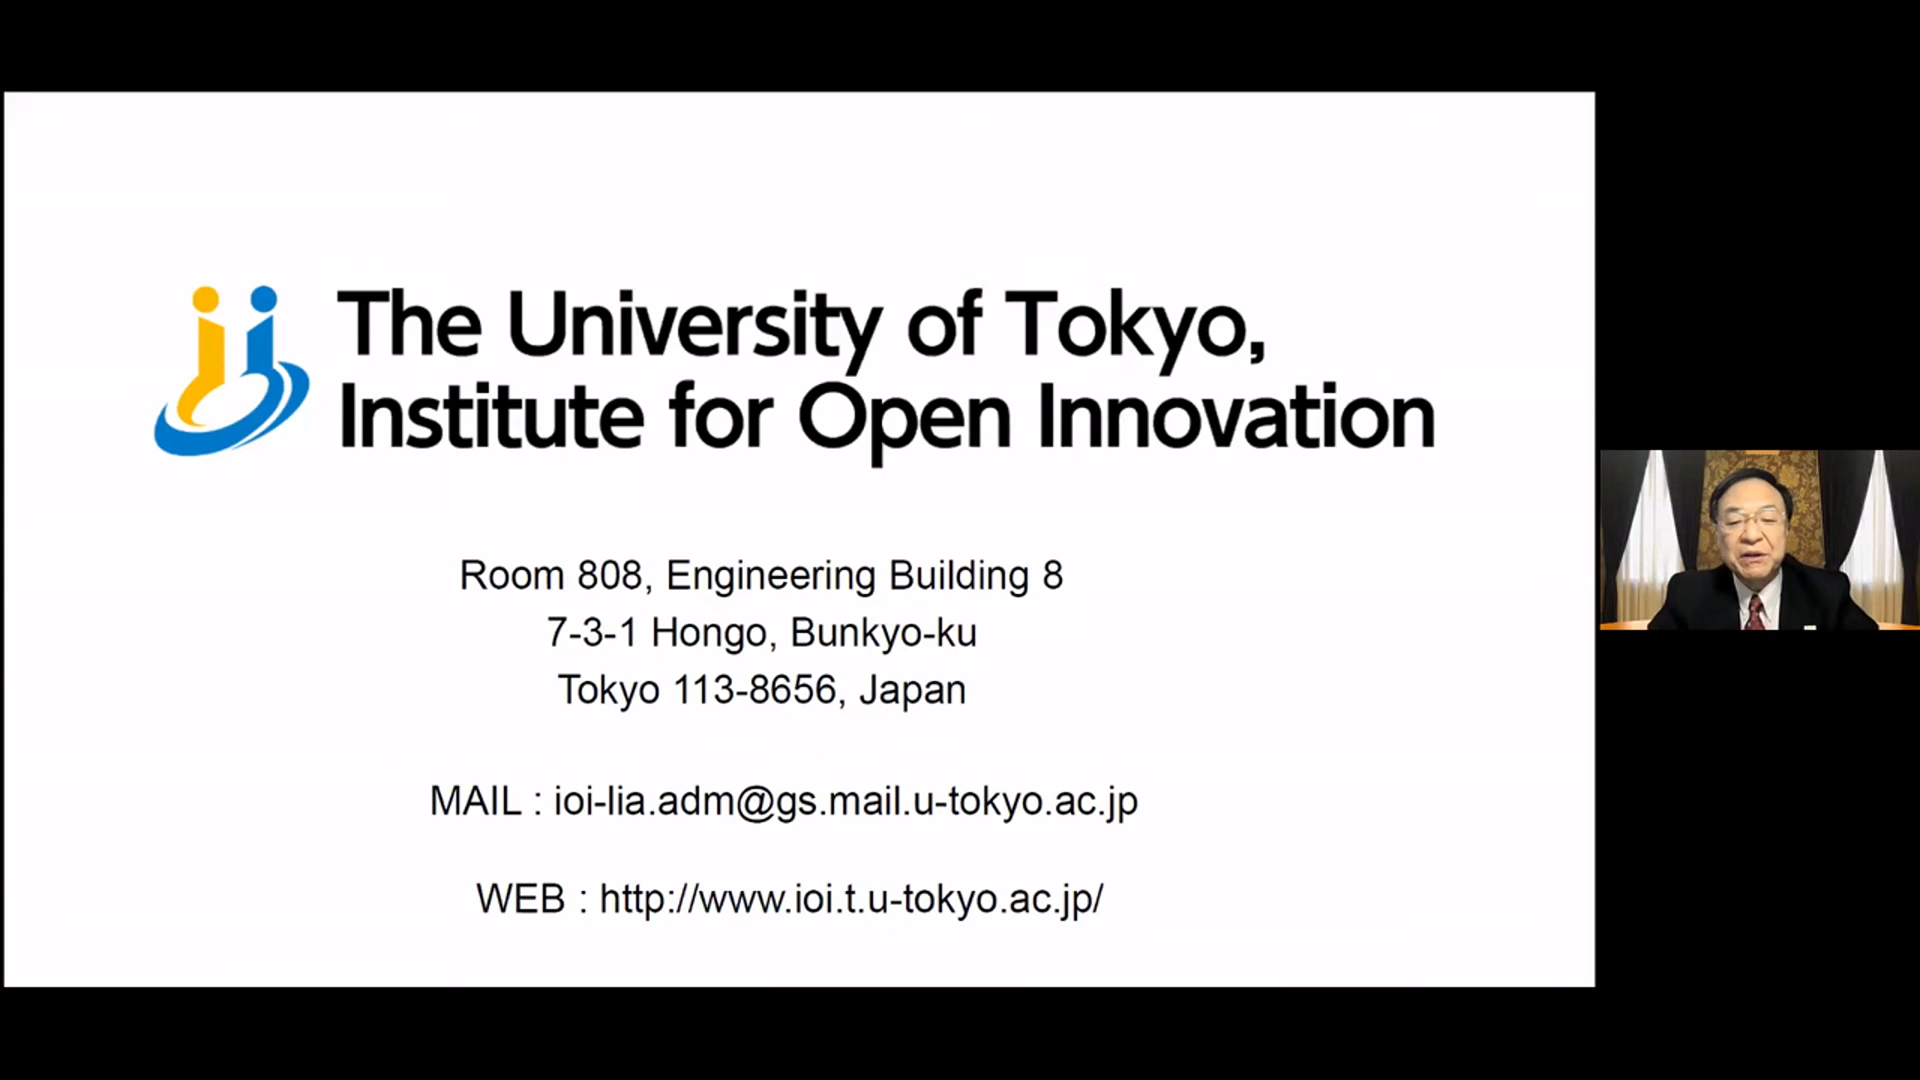 The University of Tokyo,
Institute for Open Innovation
Room 808, Engineering Building 8
7-3-1 Hongo, Bunkyo-ku
Tokyo 113-8656, Japan
MAIL : ioi-lia.adm@gs.mail.u-tokyo.ac.jp
WEB : http://www.ioi.t.u-tokyo.ac.jp/